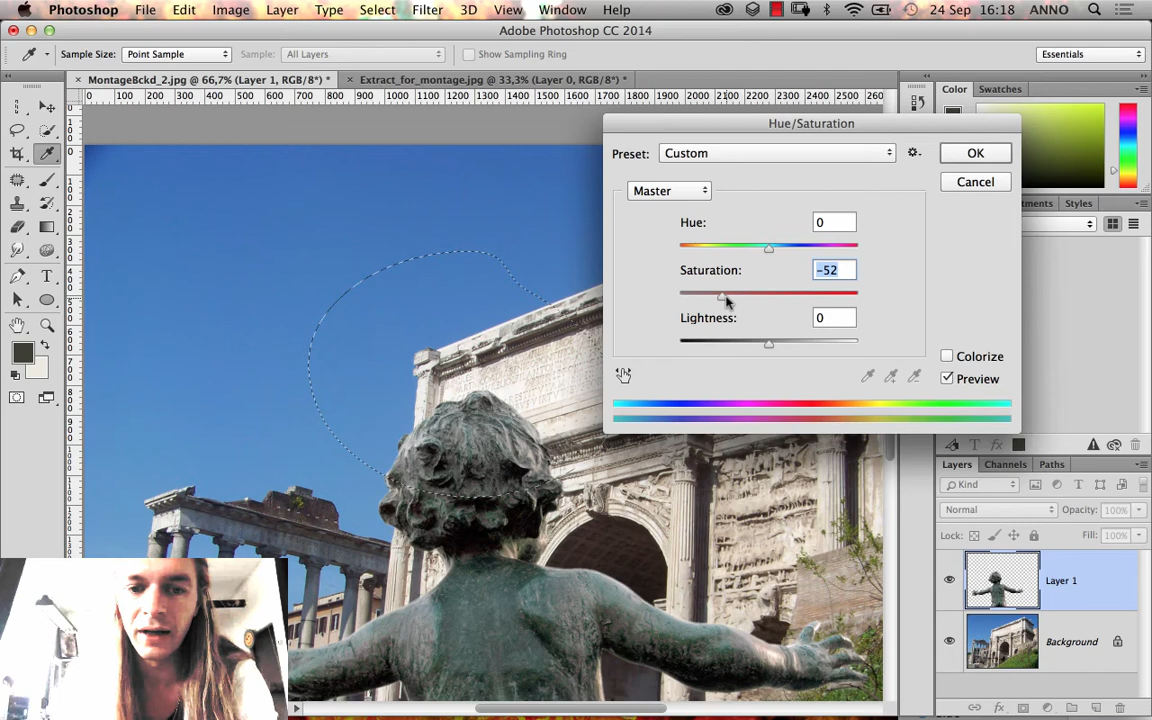 Photoshop File Edit Image Layer Type Select Filter 3D View Window Help 24 Sep 16:18 ANNO
Adobe Photoshop CC 2014
Sample Size: Point Sample Sample: All Layers Show Sampling Ring Essentials
× MontageBckd_2.jpg @ 66,7% (Layer 1, RGB/8*) * × Extract_for_montage.jpg @ 33,3% (Layer 0, RGB/8*) * Color Swatches
0 100 200 300 400 500 600 700 800 900 1000 1100 1200 1300 1400 1500 1600 1700 1800 1900 2000 2100 2200 2300 2400 2500 260
Hue/Saturation
Preset: Custom OK
Cancel
Master
Styles
Hue: 0
Saturation: -52
Lightness: 0
Colorize
Preview
Layers Channels Paths
Kind
Normal Opacity: 100%
Lock: Fill: 100%
Layer 1
Background